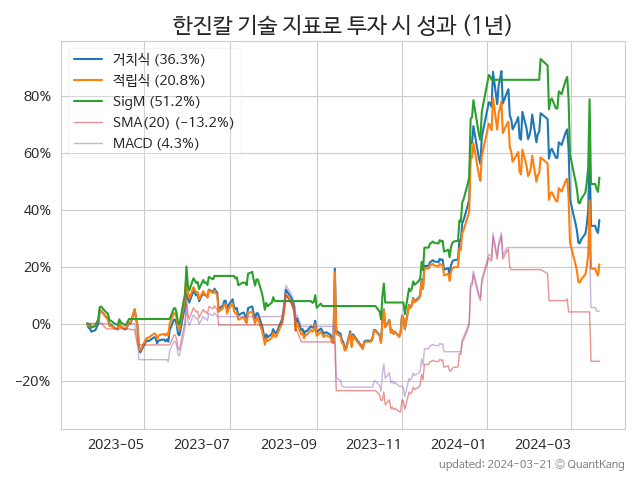 한진칼 기술 지표로 투자 시 성과 (1년)
거치식 (36.3%)
적립식 (20.8%)
SigM (51.2%)
SMA(20) (−13.2%)
MACD (4.3%)
80%
60%
40%
20%
0%
−20%
2023−05
2023−07
2023−09
2023−11
2024−01
2024−03
updated: 2024−03−21 © QuantKang